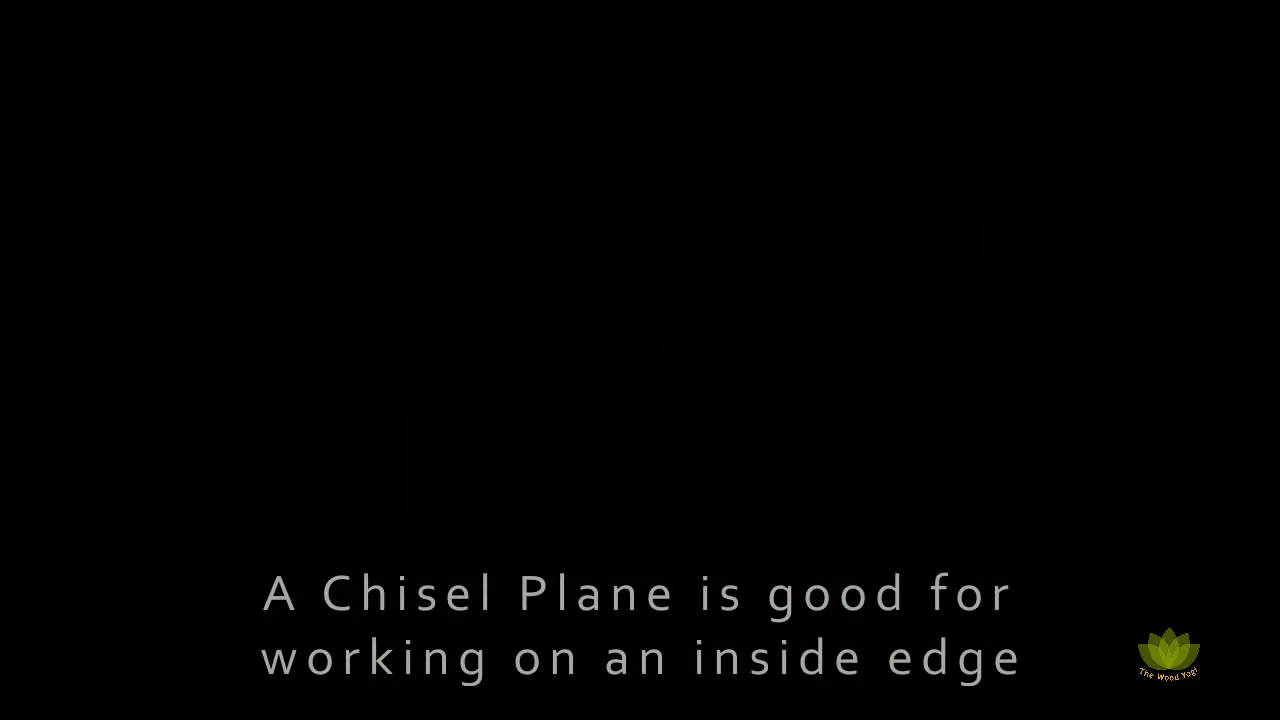 A Chisel Plane is good for
working on an inside edge
The Wood Yogi